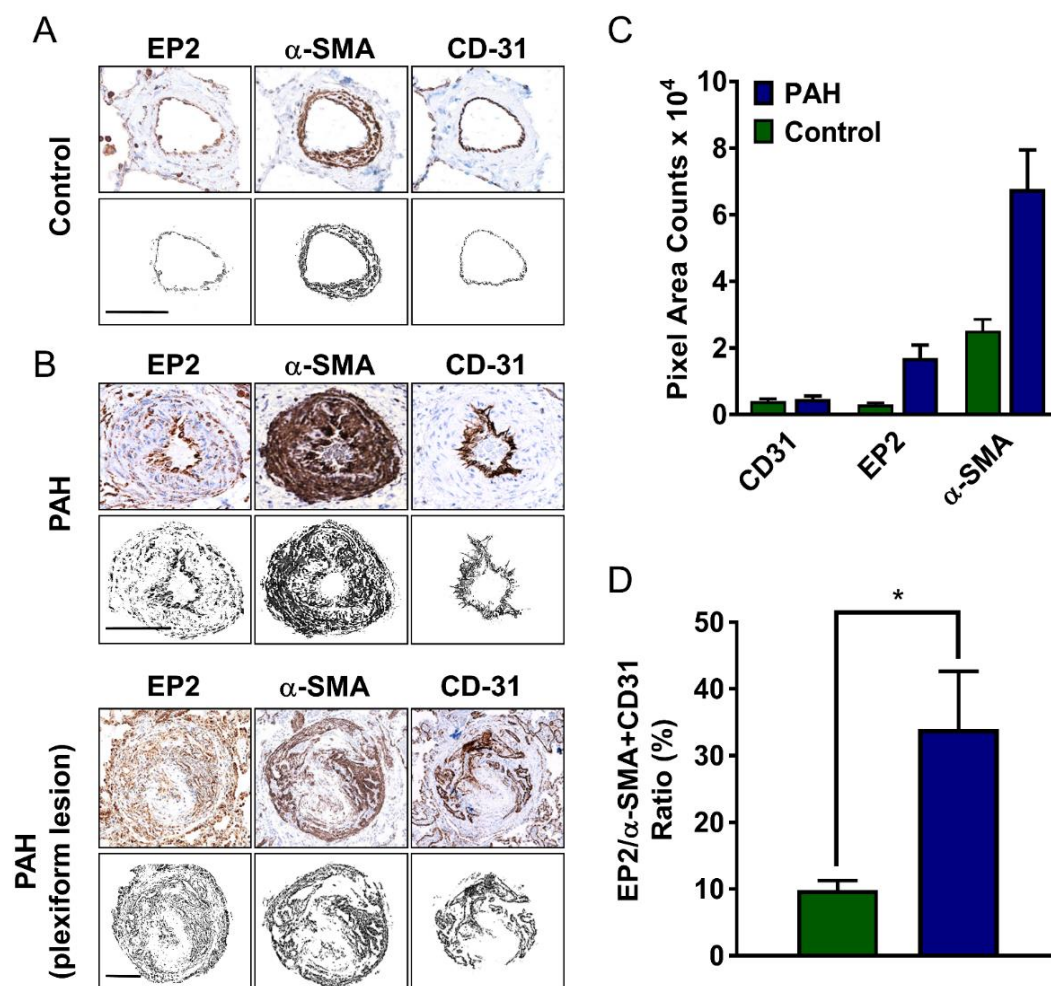 A
EP2 α-SMA CD-31
Control
B
EP2 α-SMA CD-31
PAH
EP2 α-SMA CD-31
PAH
(plexiform lesion)
C
Pixel Area Counts x 10⁴
10
8
6
4
2
0
PAH
Control
CD31
EP2
α-SMA
D
EP2/α-SMA+CD31
Ratio (%)
50
40
30
20
10
0
*